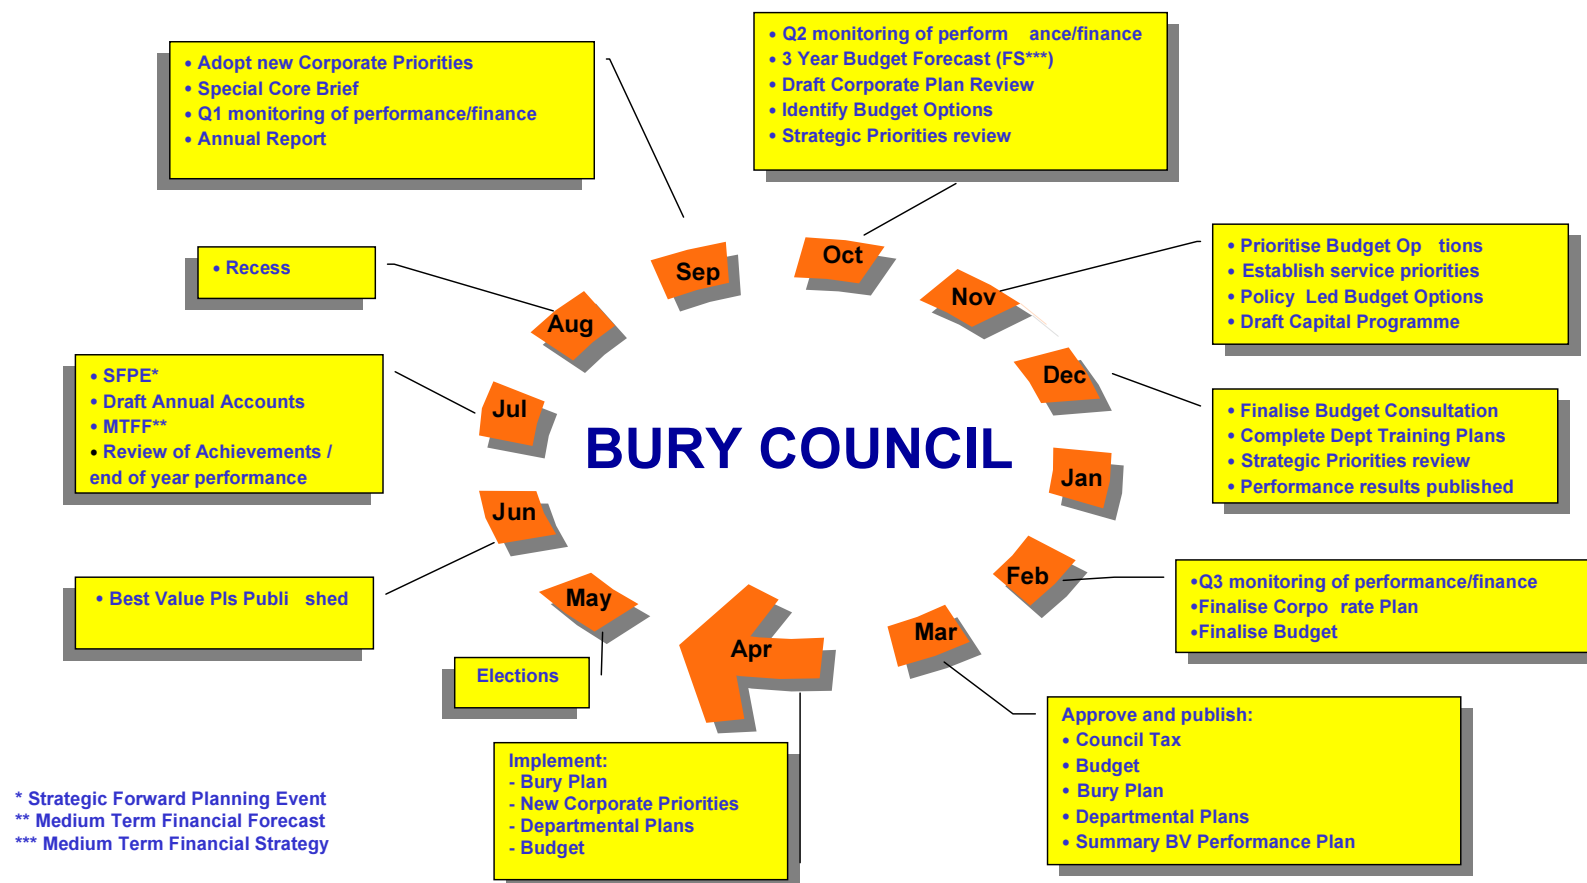 • Adopt new Corporate Priorities
• Special Core Brief
• Q1 monitoring of performance/finance
• Annual Report
• Q2 monitoring of perform ance/finance
• 3 Year Budget Forecast (FS***)
• Draft Corporate Plan Review
• Identify Budget Options
• Strategic Priorities review
• Recess
Sep
Oct
Nov
• Prioritise Budget Op tions
• Establish service priorities
• Policy Led Budget Options
• Draft Capital Programme
Aug
• SFPE*
• Draft Annual Accounts
• MTFF**
• Review of Achievements /
end of year performance
Jul
Dec
• Finalise Budget Consultation
• Complete Dept Training Plans
• Strategic Priorities review
• Performance results published
BURY COUNCIL
Jan
Jun
• Best Value PIs Publi shed
May
Feb
•Q3 monitoring of performance/finance
•Finalise Corpo rate Plan
•Finalise Budget
Elections
Apr
Mar
Approve and publish:
• Council Tax
• Budget
• Bury Plan
• Departmental Plans
• Summary BV Performance Plan
Implement:
- Bury Plan
- New Corporate Priorities
- Departmental Plans
- Budget
* Strategic Forward Planning Event
** Medium Term Financial Forecast
*** Medium Term Financial Strategy